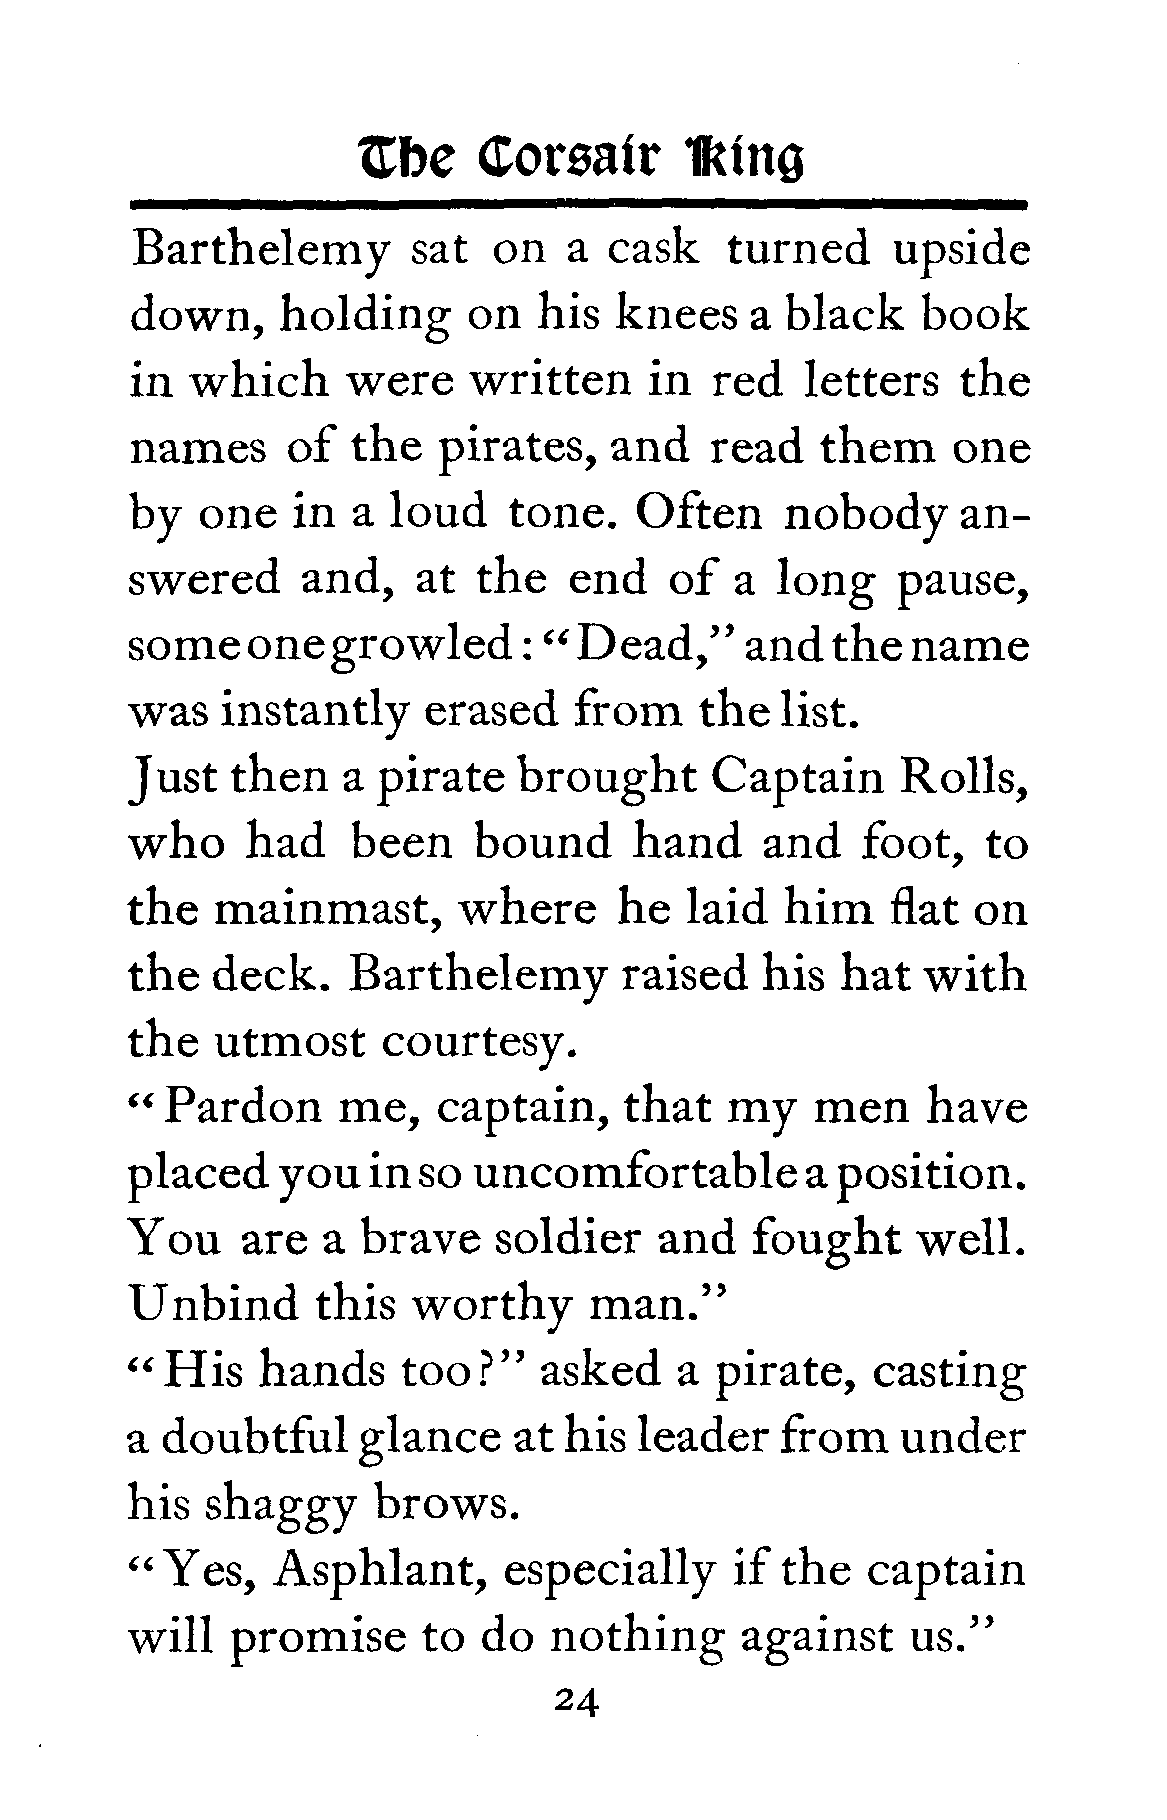 The Corsair King
Barthelemy sat on a cask turned upside
down, holding on his knees a black book
in which were written in red letters the
names of the pirates, and read them one
by one in a loud tone. Often nobody an-
swered and, at the end of a long pause,
some one growled: "Dead," and the name
was instantly erased from the list.
Just then a pirate brought Captain Rolls,
who had been bound hand and foot, to
the mainmast, where he laid him flat on
the deck. Barthelemy raised his hat with
the utmost courtesy.
"Pardon me, captain, that my men have
placed you in so uncomfortable a position.
You are a brave soldier and fought well.
Unbind this worthy man."
"His hands too?" asked a pirate, casting
a doubtful glance at his leader from under
his shaggy brows.
"Yes, Asphlant, especially if the captain
will promise to do nothing against us."
24